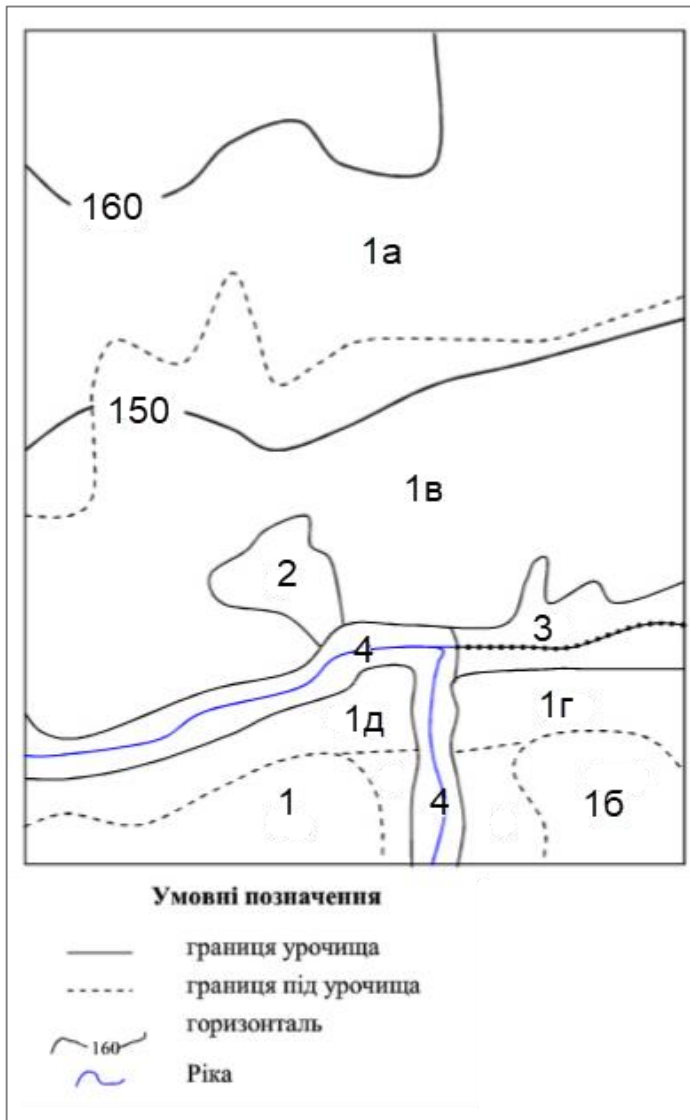 160
1а
150
1в
2
3
4
1д
1г
1
4
1б
Умовні позначення
границя урочища
границя під урочища
горизонталь
160
Ріка